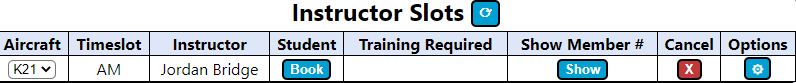 Instructor Slots
Aircraft Timeslot Instructor Student Training Required Show Member # Cancel Options
K21 AM Jordan Bridge Book Show X